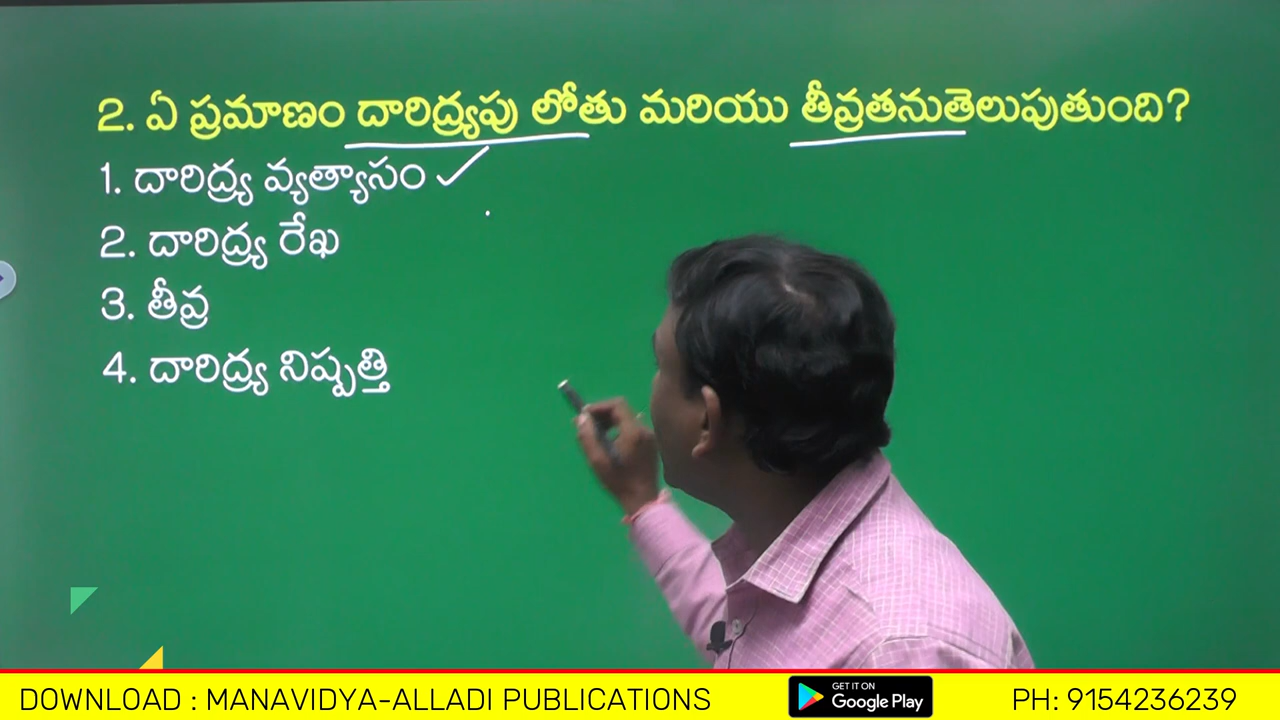 2. ఏ ప్రమాణం దారిద్ర్యపు లోతు మరియు తీవ్రతనుతెలుపుతుంది?
1. దారిద్ర్య వ్యత్యాసం
2. దారిద్ర్య రేఖ
3. తీవ్ర
4. దారిద్ర్య నిష్పత్తి
DOWNLOAD : MANAVIDYA-ALLADI PUBLICATIONS
GET IT ON
Google Play
PH: 9154236239